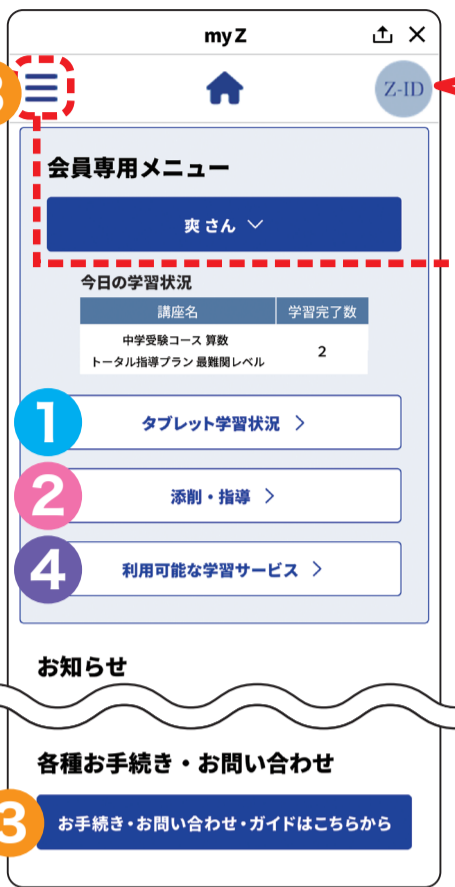 my Z
3
Z-ID
会員専用メニュー
爽 さん
今日の学習状況
講座名 学習完了数
中学受験コース 算数
トータル指導プラン 最難関レベル
2
1 タブレット学習状況
2 添削・指導
4 利用可能な学習サービス
お知らせ
各種お手続き・お問い合わせ
3 お手続き・お問い合わせ・ガイドはこちらから